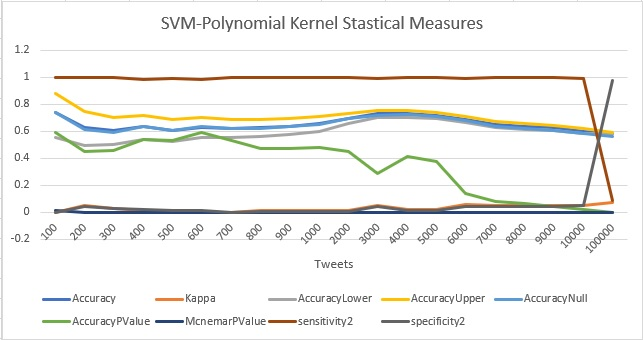 SVM-Polynomial Kernel Stastical Measures
1.2
1
0.8
0.6
0.4
0.2
0
-0.2
100 200 300 400 500 600 700 800 900 1000 2000 3000 4000 5000 6000 7000 8000 9000 10000 100000
Tweets
Accuracy Kappa AccuracyLower AccuracyUpper AccuracyNull
AccuracyPValue McnemarPValue sensitivity2 specificity2